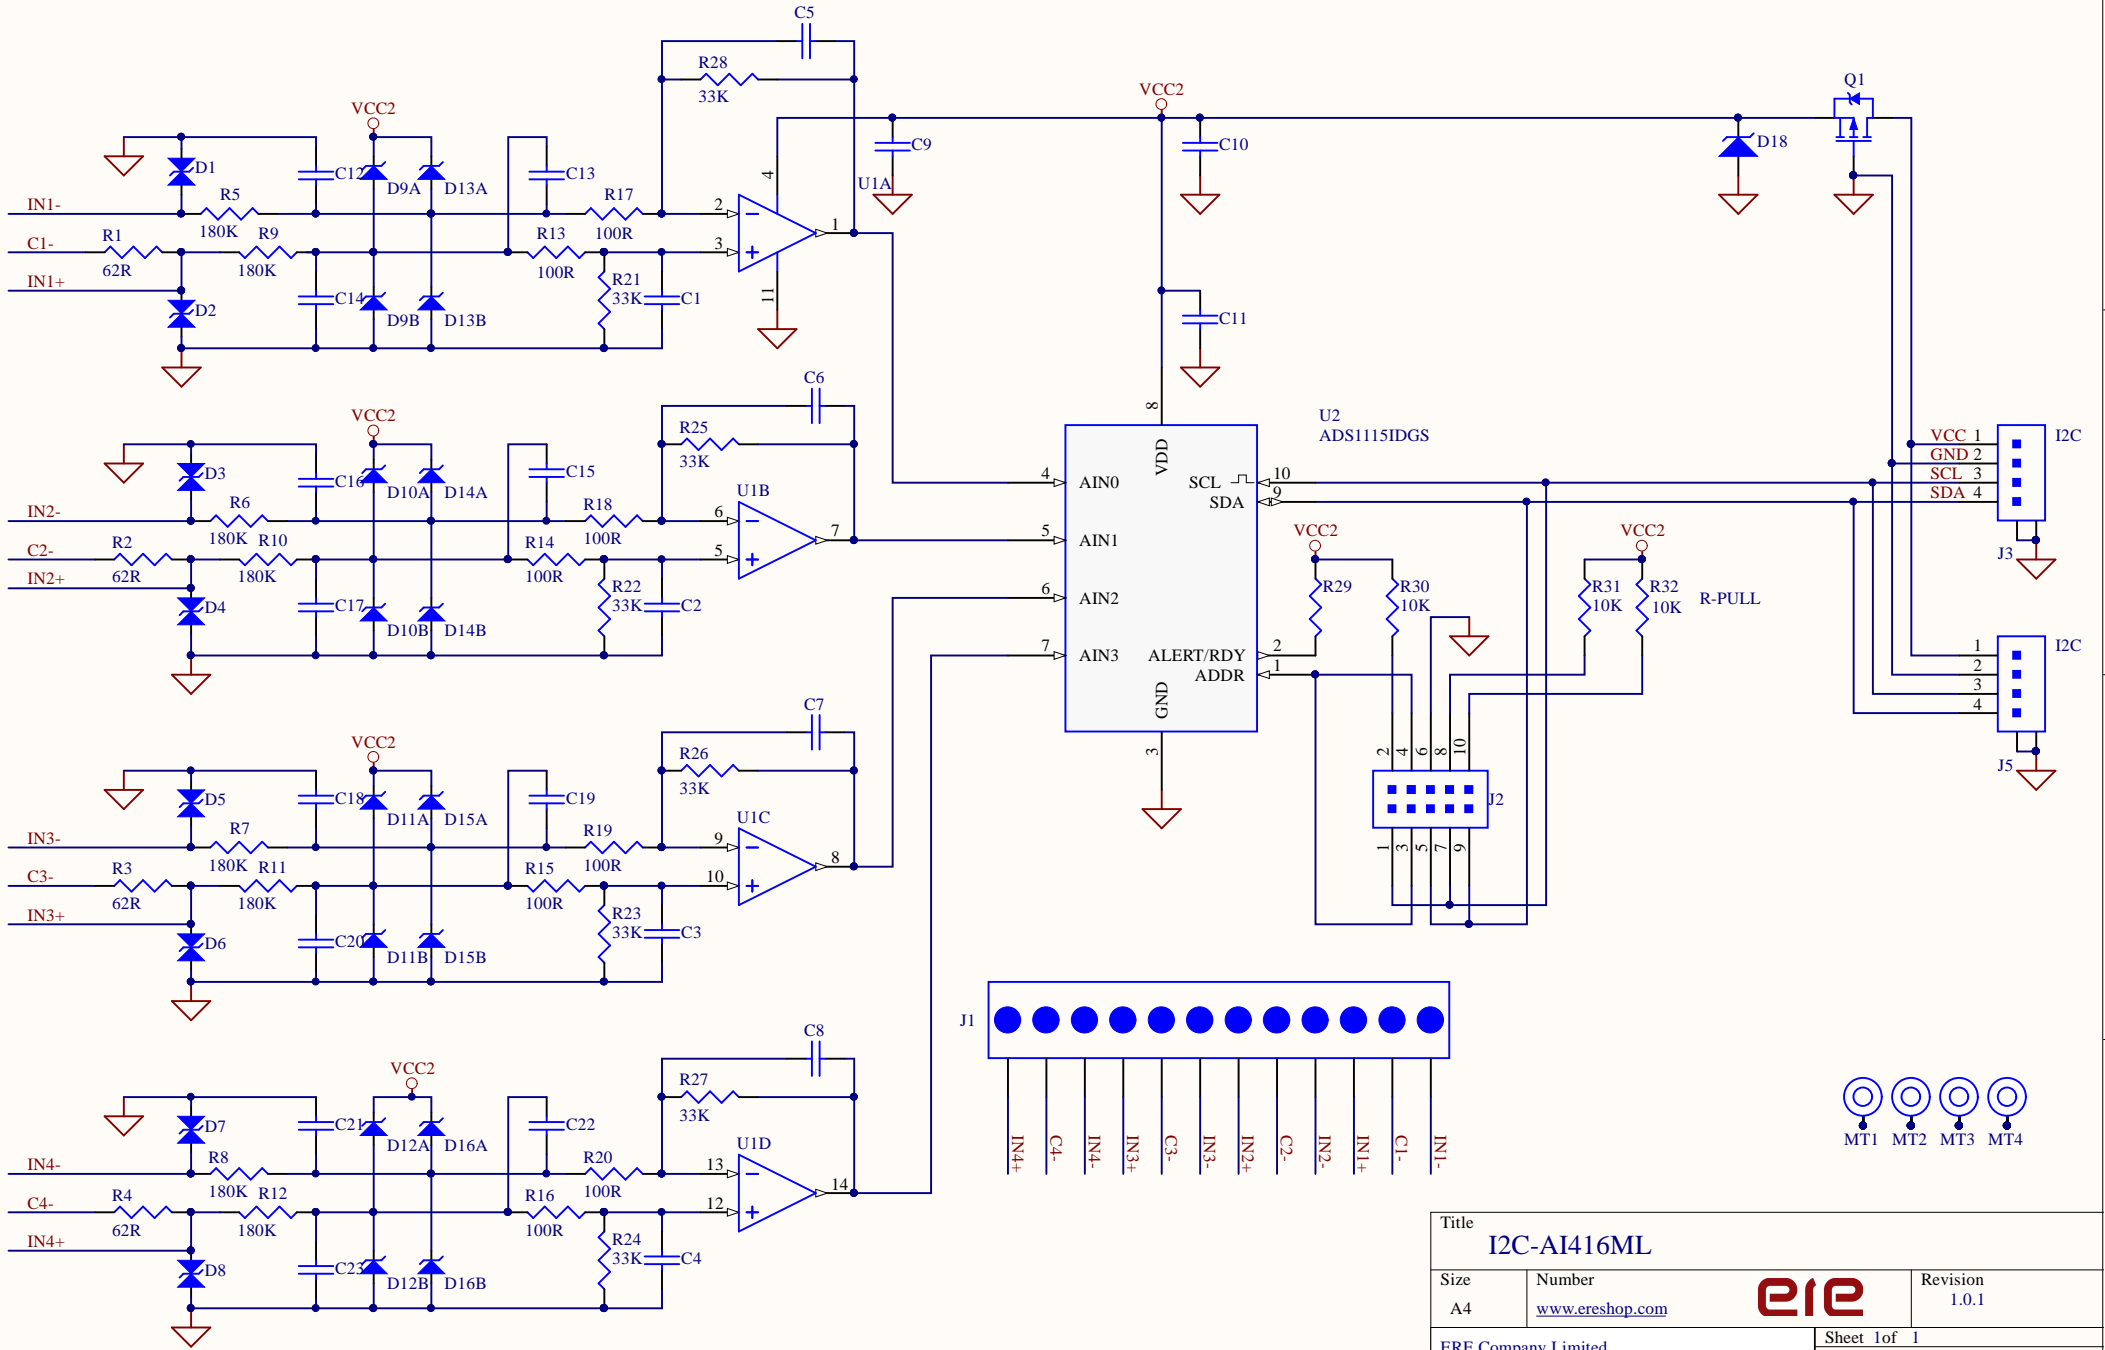 C5
R28
33K
VCC2
D1
C12
D9A
D13A
C13
IN1-
R5
180K
R17
100R
2
C1-
R1
62R
R9
180K
R13
100R
3
IN1+
D2
C14
D9B
D13B
R21
33K
C1
4
11
U1A
1
C9
VCC2
C10
C11
D18
Q1
C6
R25
33K
VCC2
D3
C16
D10A
D14A
C15
U1B
IN2-
R6
180K
R18
100R
6
7
C2-
R2
62R
R10
180K
R14
100R
5
IN2+
D4
C17
D10B
D14B
R22
33K
C2
U2
ADS1115IDGS
8
VDD
4
AIN0
5
AIN1
6
AIN2
7
AIN3
SCL
10
SDA
9
ALERT/RDY
2
ADDR
1
GND
3
VCC 1
GND 2
SCL 3
SDA 4
I2C
J3
VCC2
R29
R30
10K
VCC2
R31
10K
R32
10K
R-PULL
1
2
3
4
I2C
J5
2
4
6
8
10
J2
1
3
5
7
9
C7
R26
33K
VCC2
D5
C18
D11A
D15A
C19
U1C
IN3-
R7
180K
R19
100R
9
8
C3-
R3
62R
R11
180K
R15
100R
10
IN3+
D6
C20
D11B
D15B
R23
33K
C3
C8
R27
33K
VCC2
D7
C21
D12A
D16A
C22
U1D
IN4-
R8
180K
R20
100R
13
14
C4-
R4
62R
R12
180K
R16
100R
12
IN4+
D8
C23
D12B
D16B
R24
33K
C4
J1
IN4+
C4-
IN4-
IN3+
C3-
IN3-
IN2+
C2-
IN2-
IN1+
C1-
IN1-
MT1
MT2
MT3
MT4
Title
I2C-AI416ML
Size
A4
Number
www.ereshop.com
ere
Revision
1.0.1
ERE Company Limited
Sheet 1of 1